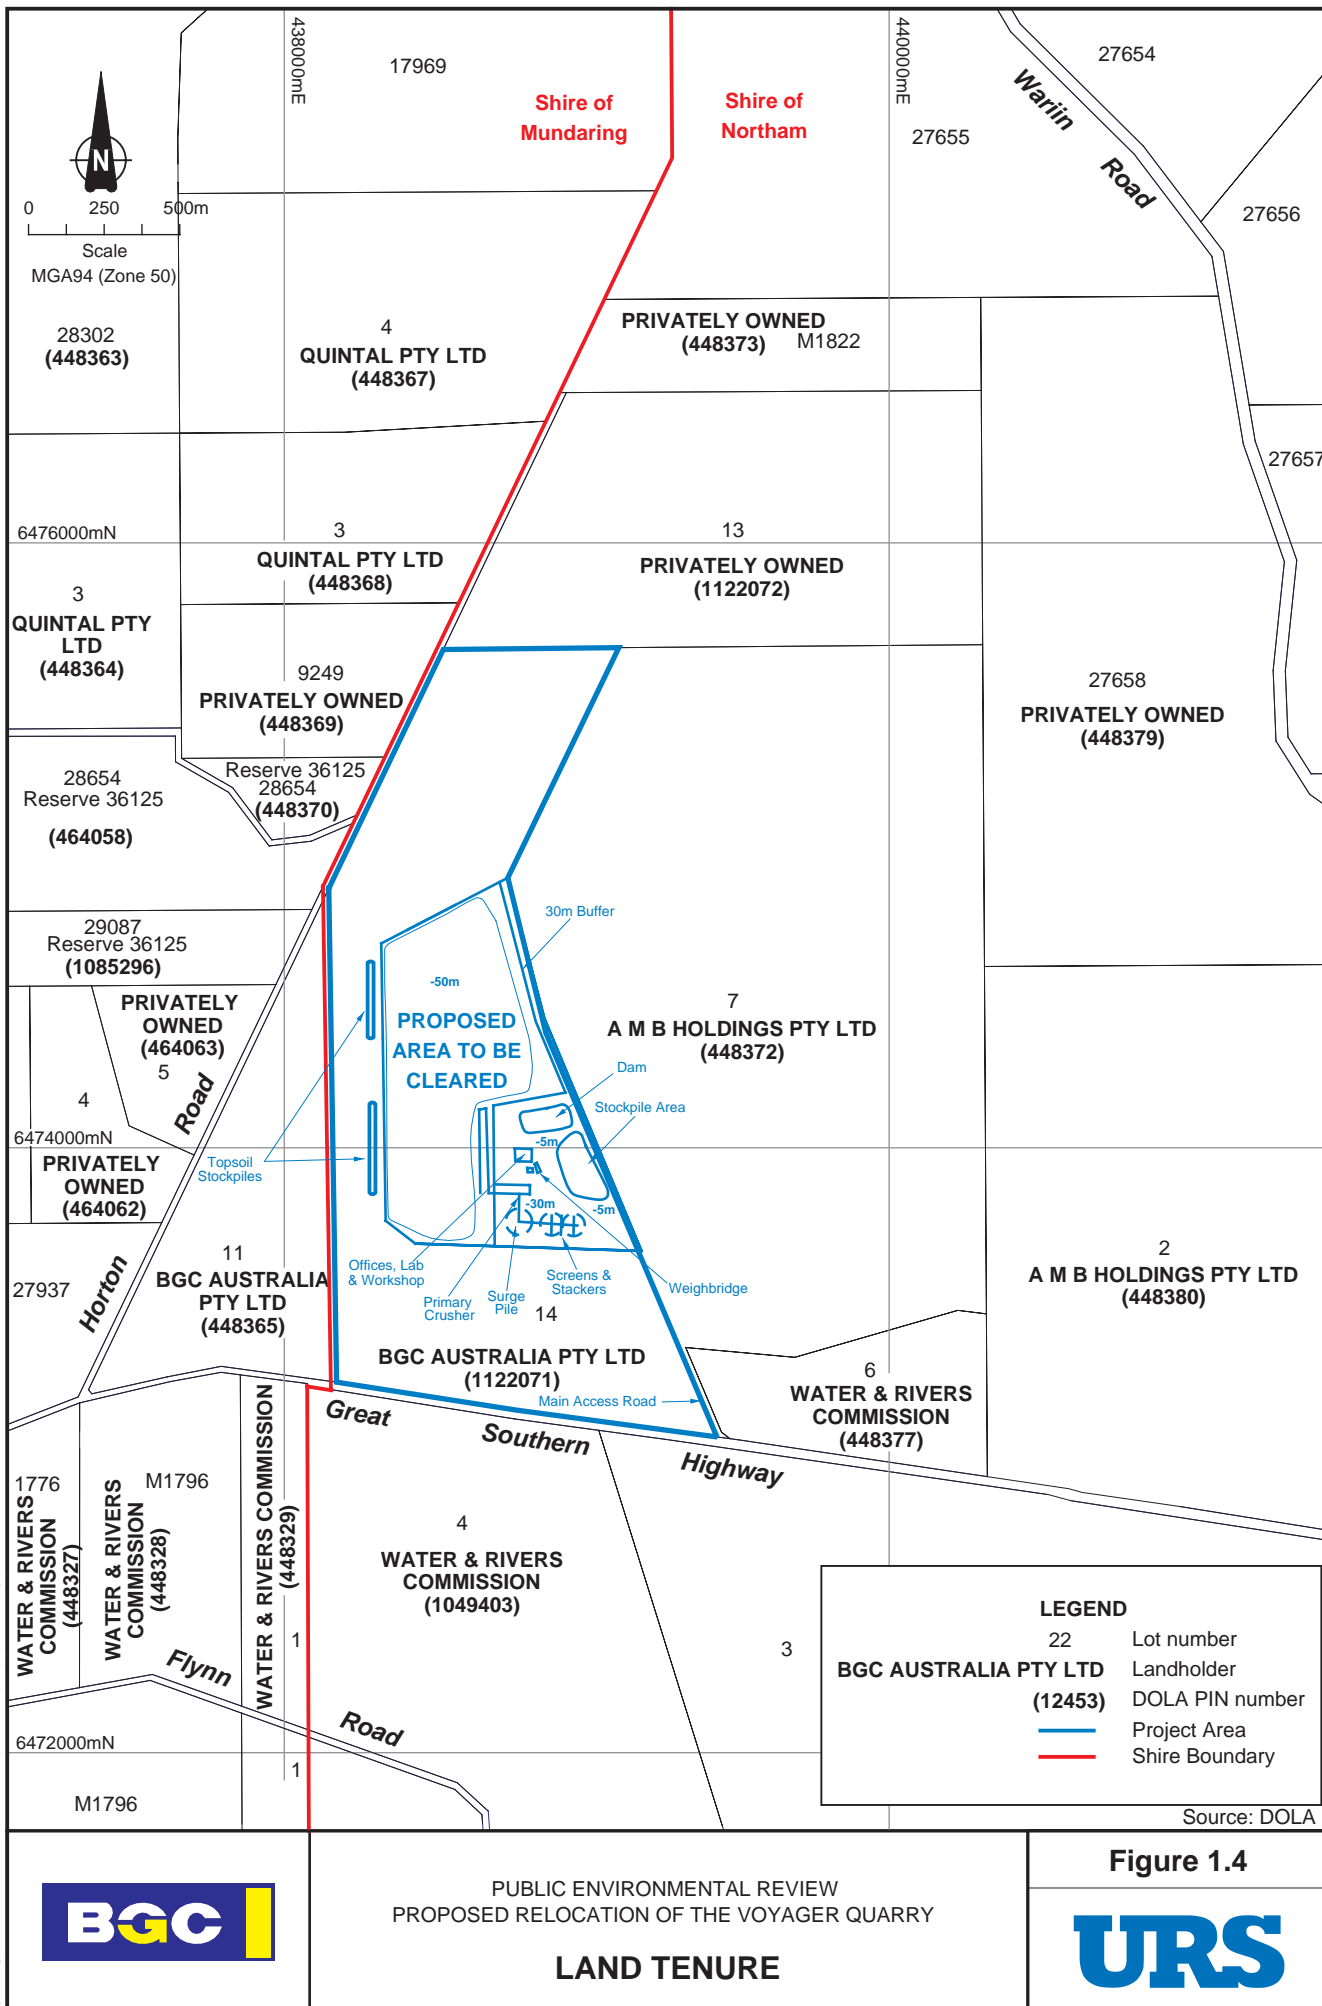 438000mE
440000mE
17969
27654
Shire of
Mundaring
Shire of
Northam
Wariin
Road
27655
N
0 250 500m
Scale
MGA94 (Zone 50)
27656
28302
(448363)
4
QUINTAL PTY LTD
(448367)
PRIVATELY OWNED
(448373) M1822
27657
6476000mN
3
QUINTAL PTY LTD
(448368)
13
PRIVATELY OWNED
(1122072)
3
QUINTAL PTY
LTD
(448364)
9249
PRIVATELY OWNED
(448369)
27658
PRIVATELY OWNED
(448379)
28654
Reserve 36125
(464058)
Reserve 36125
28654
(448370)
29087
Reserve 36125
(1085296)
30m Buffer
-50m
PROPOSED
AREA TO BE
CLEARED
7
A M B HOLDINGS PTY LTD
(448372)
PRIVATELY
OWNED
(464063)
5
4
Dam
Stockpile Area
6474000mN
PRIVATELY
OWNED
(464062)
Horton
Road
Topsoil
Stockpiles
-5m
-30m
-5m
27937
11
BGC AUSTRALIA
PTY LTD
(448365)
Offices, Lab
& Workshop
Primary
Crusher
Surge
Pile
Screens &
Stackers
Weighbridge
14
BGC AUSTRALIA PTY LTD
(1122071)
Main Access Road
2
A M B HOLDINGS PTY LTD
(448380)
6
WATER & RIVERS
COMMISSION
(448377)
Great
Southern
Highway
1776
WATER & RIVERS
COMMISSION
(448327)
M1796
WATER & RIVERS
COMMISSION
(448328)
WATER & RIVERS COMMISSION
(448329)
1
4
WATER & RIVERS
COMMISSION
(1049403)
3
Flynn
Road
6472000mN
1
M1796
LEGEND
22 Lot number
BGC AUSTRALIA PTY LTD Landholder
(12453) DOLA PIN number
Project Area
Shire Boundary
Source: DOLA
BGC
PUBLIC ENVIRONMENTAL REVIEW
PROPOSED RELOCATION OF THE VOYAGER QUARRY
LAND TENURE
Figure 1.4
URS